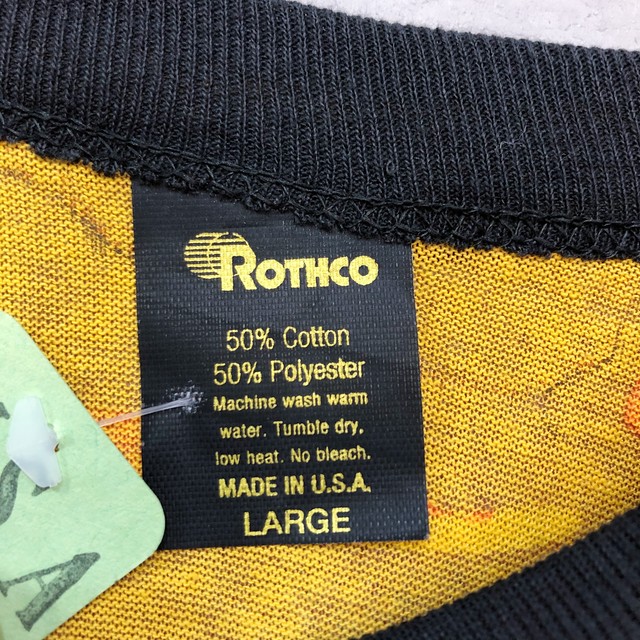 ROTHCO
50% Cotton
50% Polyester
Machine wash warm
water. Tumble dry,
low heat. No bleach.
MADE IN U.S.A.
LARGE
S
A